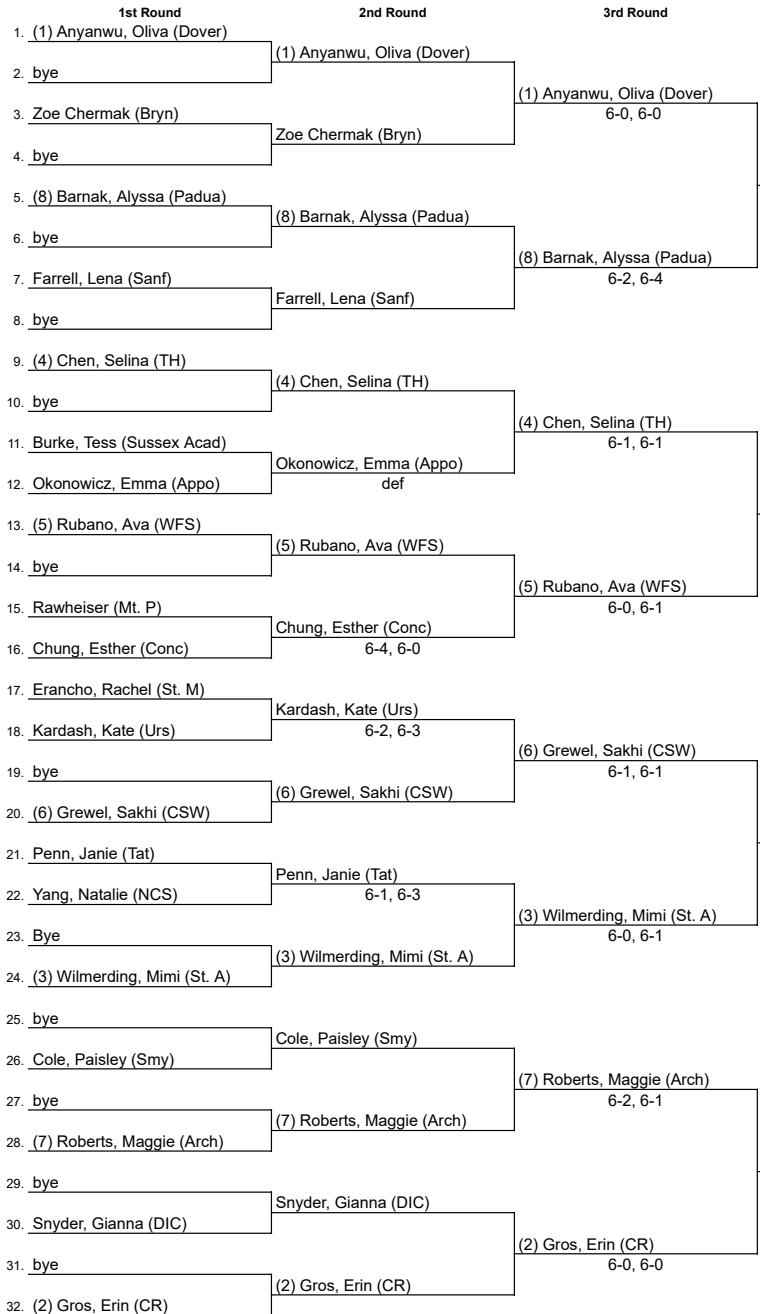 1st Round
2nd Round
3rd Round
1. (1) Anyanwu, Oliva (Dover)
(1) Anyanwu, Oliva (Dover)
2. bye
(1) Anyanwu, Oliva (Dover)
6-0, 6-0
3. Zoe Chermak (Bryn)
Zoe Chermak (Bryn)
4. bye
5. (8) Barnak, Alyssa (Padua)
(8) Barnak, Alyssa (Padua)
6. bye
(8) Barnak, Alyssa (Padua)
6-2, 6-4
7. Farrell, Lena (Sanf)
Farrell, Lena (Sanf)
8. bye
9. (4) Chen, Selina (TH)
(4) Chen, Selina (TH)
10. bye
(4) Chen, Selina (TH)
6-1, 6-1
11. Burke, Tess (Sussex Acad)
Okonowicz, Emma (Appo)
def
12. Okonowicz, Emma (Appo)
13. (5) Rubano, Ava (WFS)
(5) Rubano, Ava (WFS)
14. bye
(5) Rubano, Ava (WFS)
6-0, 6-1
15. Rawheiser (Mt. P)
Chung, Esther (Conc)
6-4, 6-0
16. Chung, Esther (Conc)
17. Erancho, Rachel (St. M)
Kardash, Kate (Urs)
6-2, 6-3
18. Kardash, Kate (Urs)
(6) Grewel, Sakhi (CSW)
6-1, 6-1
19. bye
(6) Grewel, Sakhi (CSW)
20. (6) Grewel, Sakhi (CSW)
21. Penn, Janie (Tat)
Penn, Janie (Tat)
6-1, 6-3
22. Yang, Natalie (NCS)
(3) Wilmerding, Mimi (St. A)
6-0, 6-1
23. Bye
(3) Wilmerding, Mimi (St. A)
24. (3) Wilmerding, Mimi (St. A)
25. bye
Cole, Paisley (Smy)
26. Cole, Paisley (Smy)
(7) Roberts, Maggie (Arch)
6-2, 6-1
27. bye
(7) Roberts, Maggie (Arch)
28. (7) Roberts, Maggie (Arch)
29. bye
Snyder, Gianna (DIC)
30. Snyder, Gianna (DIC)
(2) Gros, Erin (CR)
6-0, 6-0
31. bye
(2) Gros, Erin (CR)
32. (2) Gros, Erin (CR)